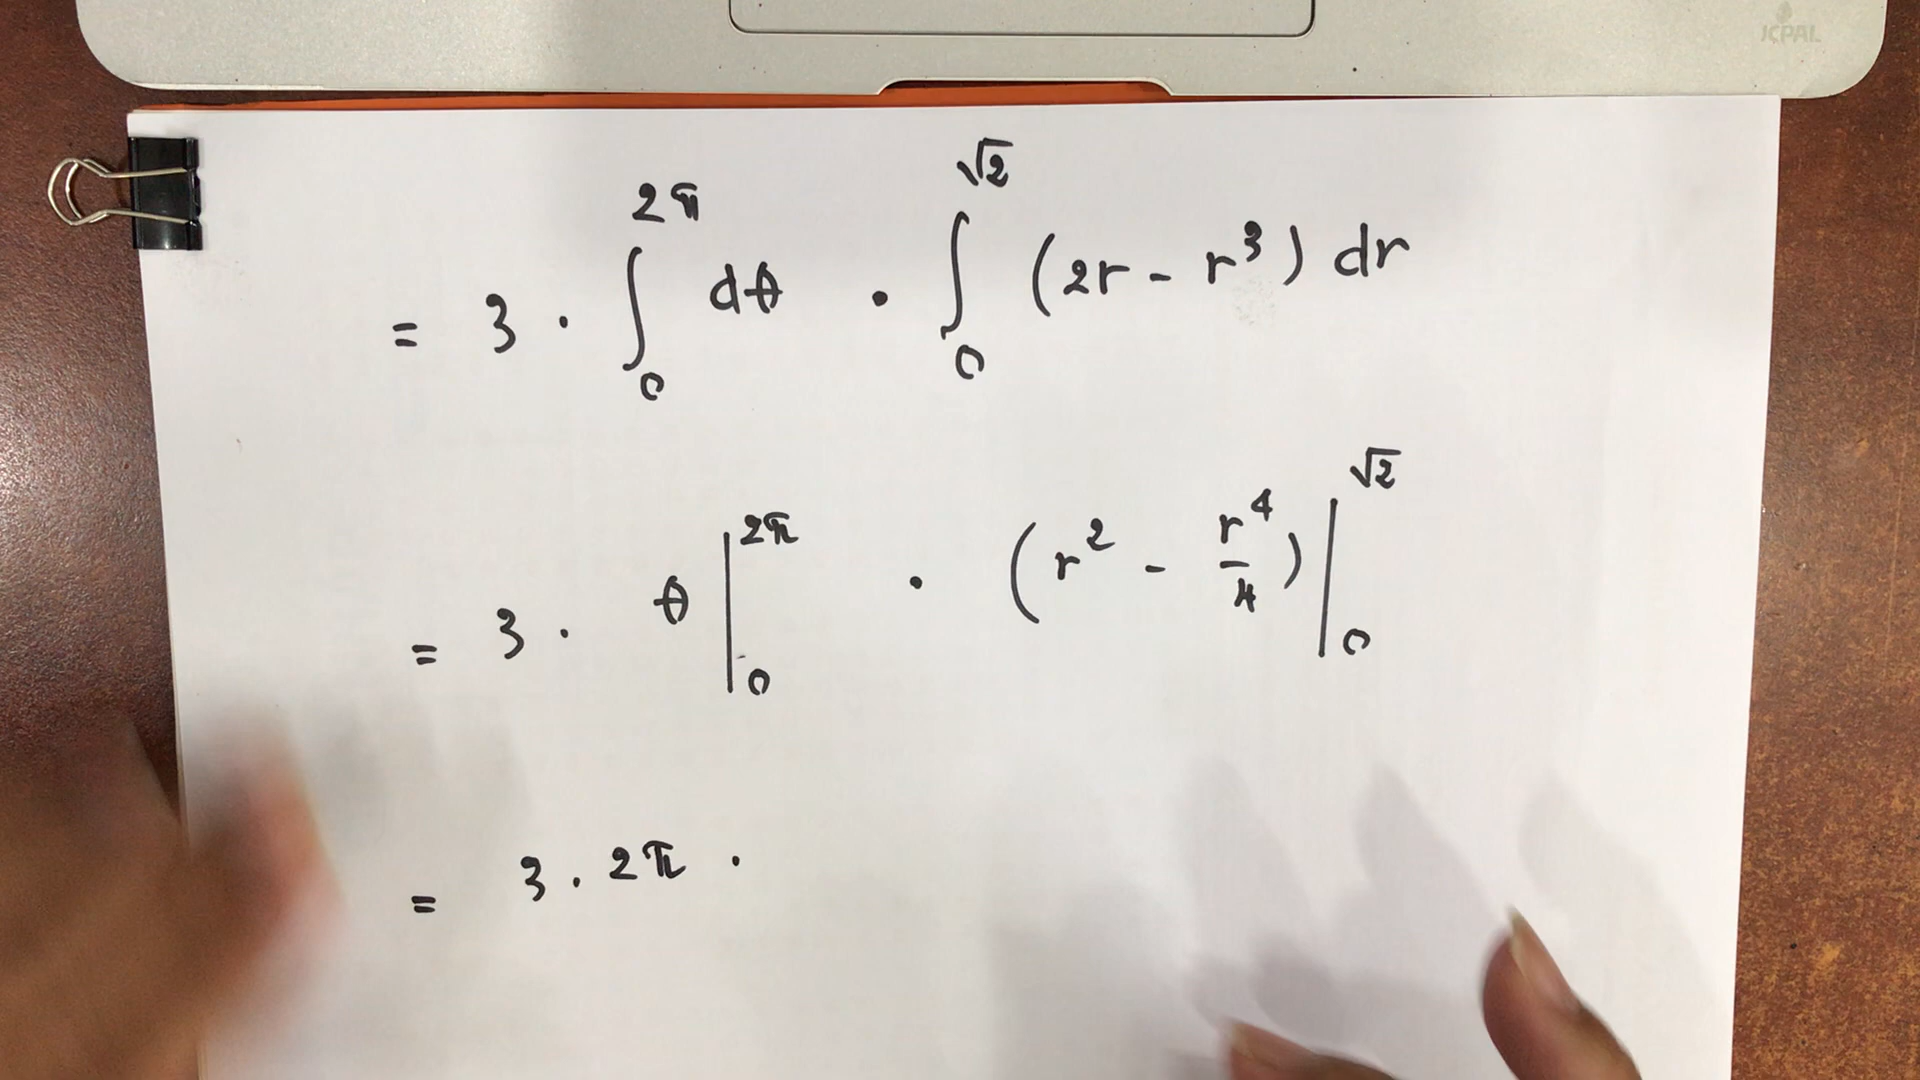 JCPAL
= 3 · ∫₀^{2π} dθ · ∫₀^{√2} (2r - r³) dr
= 3 · θ |₀^{2π} · (r² - r⁴/4) |₀^{√2}
= 3 · 2π ·